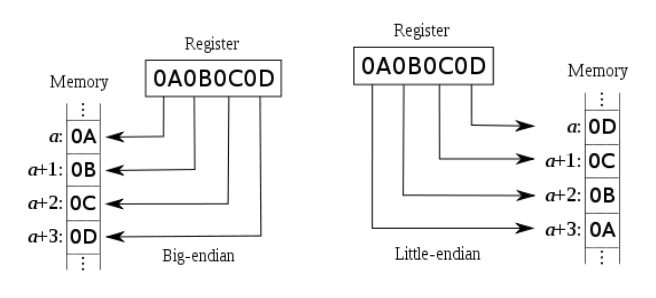 Register
0A0B0C0D
Memory
a: 0A
a+1: 0B
a+2: 0C
a+3: 0D
Big-endian
Register
0A0B0C0D
Memory
a: 0D
a+1: 0C
a+2: 0B
a+3: 0A
Little-endian